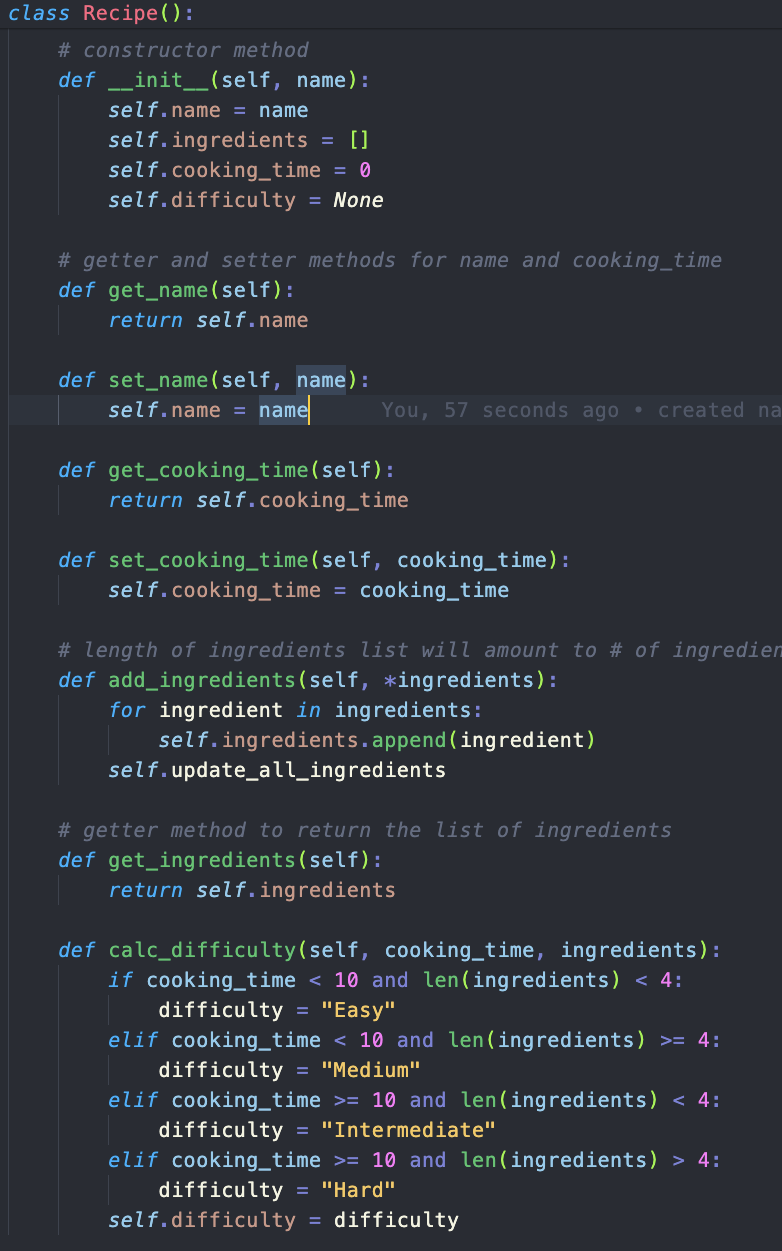 class Recipe():
    # constructor method
    def __init__(self, name):
        self.name = name
        self.ingredients = []
        self.cooking_time = 0
        self.difficulty = None

    # getter and setter methods for name and cooking_time
    def get_name(self):
        return self.name

    def set_name(self, name):
        self.name = name You, 57 seconds ago • created na

    def get_cooking_time(self):
        return self.cooking_time

    def set_cooking_time(self, cooking_time):
        self.cooking_time = cooking_time

    # length of ingredients list will amount to # of ingredien
    def add_ingredients(self, *ingredients):
        for ingredient in ingredients:
            self.ingredients.append(ingredient)
        self.update_all_ingredients

    # getter method to return the list of ingredients
    def get_ingredients(self):
        return self.ingredients

    def calc_difficulty(self, cooking_time, ingredients):
        if cooking_time < 10 and len(ingredients) < 4:
            difficulty = "Easy"
        elif cooking_time < 10 and len(ingredients) >= 4:
            difficulty = "Medium"
        elif cooking_time >= 10 and len(ingredients) < 4:
            difficulty = "Intermediate"
        elif cooking_time >= 10 and len(ingredients) > 4:
            difficulty = "Hard"
        self.difficulty = difficulty